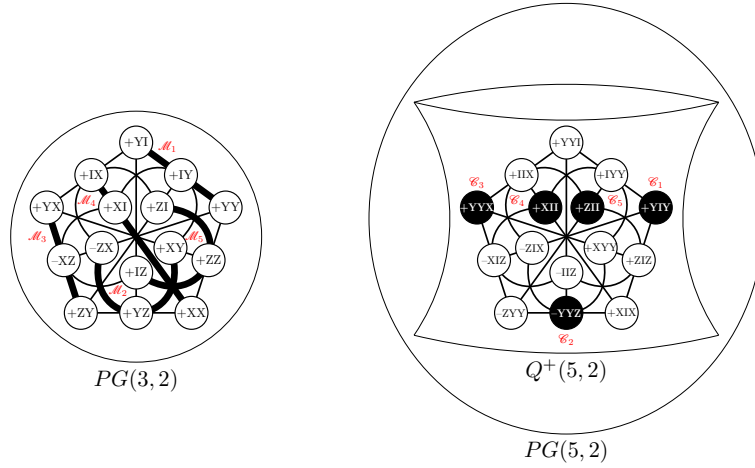 +YI
ℳ₁
+IX
+IY
ℳ₄
+YX
+XI
+ZI
+YY
ℳ₃
ℳ₅
–XZ
–ZX
+XY
+ZZ
+IZ
ℳ₂
+ZY
+YZ
+XX
PG(3, 2)
+YYI
+IIX
+IYY
𝒞₃
𝒞₁
𝒞₄
𝒞₅
+YYX
+XII
+ZII
+YIY
–XIZ
–ZIX
+XYY
+ZIZ
–IIZ
–ZYY
–YYZ
+XIX
𝒞₂
Q⁺(5, 2)
PG(5, 2)